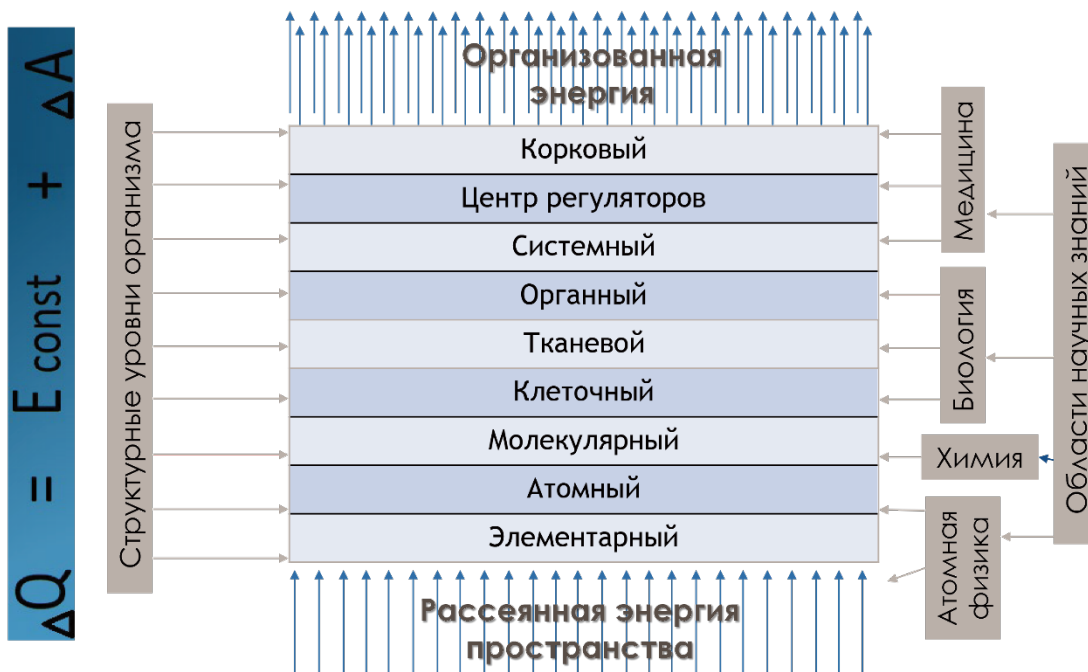 ΔQ = E const + ΔA
Структурные уровни организма
Организованная
энергия
Корковый
Центр регуляторов
Системный
Органный
Тканевой
Клеточный
Молекулярный
Атомный
Элементарный
Рассеянная энергия
пространства
Медицина
Биология
Химия
Атомная
физика
Области научных знаний